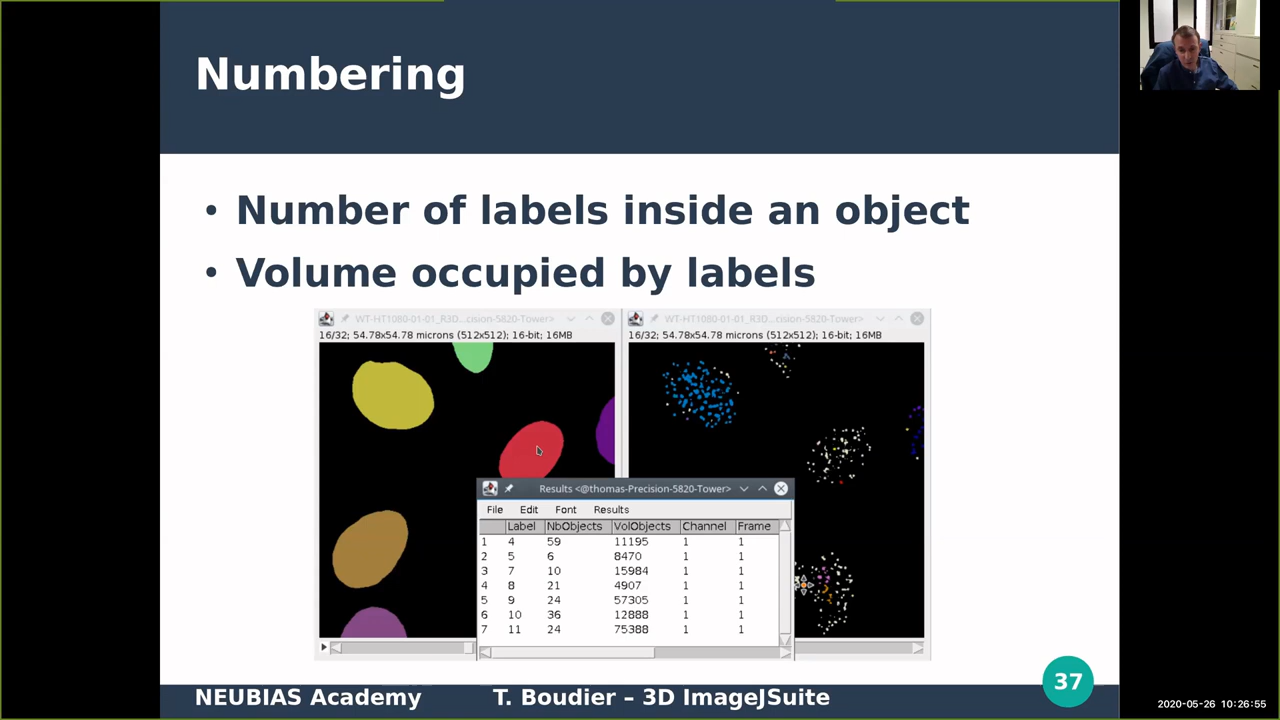 Numbering
• Number of labels inside an object
• Volume occupied by labels
WT-HT1080-01-01_R3D...cision-5820-Tower>
16/32; 54.78x54.78 microns (512x512); 16-bit; 16MB
WT-HT1080-01-01_R3D...cision-5820-Tower>
16/32; 54.78x54.78 microns (512x512); 16-bit; 16MB
Results <@thomas-Precision-5820-Tower>
File Edit Font Results
Label NbObjects VolObjects Channel Frame
1 4 59 11195 1 1
2 5 6 8470 1 1
3 7 10 15984 1 1
4 8 21 4907 1 1
5 9 24 57305 1 1
6 10 36 12888 1 1
7 11 24 75388 1 1
37
NEUBIAS Academy T. Boudier – 3D ImageJSuite
2020-05-26 10:26:55